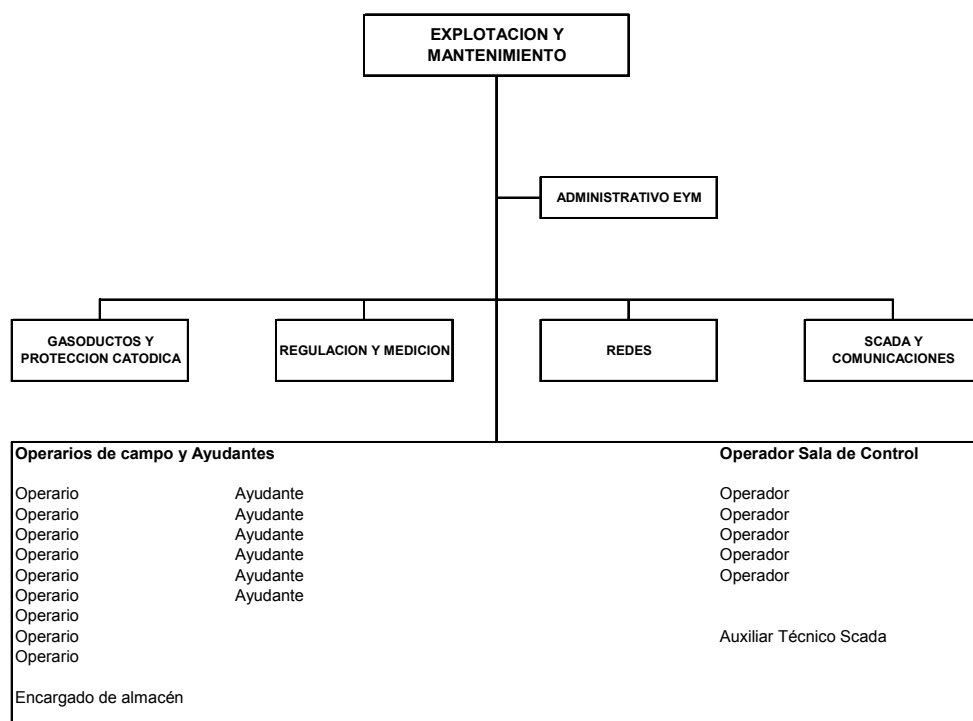 EXPLOTACION Y
MANTENIMIENTO
ADMINISTRATIVO EYM
GASODUCTOS Y
PROTECCION CATODICA
REGULACION Y MEDICION
REDES
SCADA Y
COMUNICACIONES
Operarios de campo y Ayudantes
Operador Sala de Control
Operario Ayudante Operador
Operario Ayudante Operador
Operario Ayudante Operador
Operario Ayudante Operador
Operario Ayudante Operador
Operario Ayudante
Operario
Operario Auxiliar Técnico Scada
Operario
Encargado de almacén